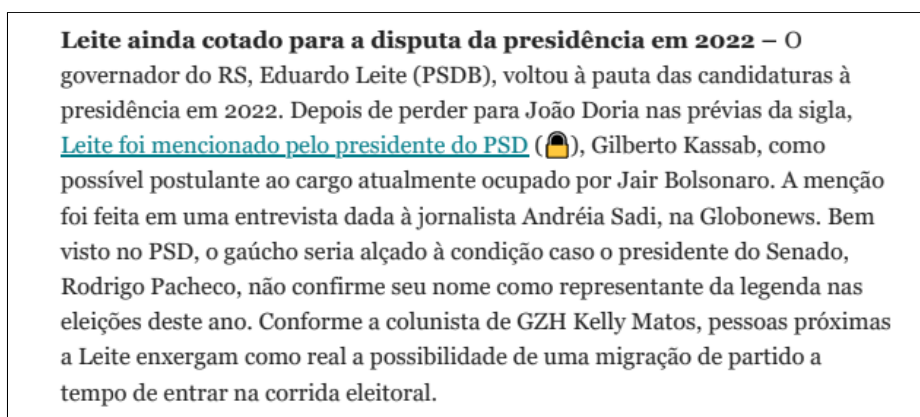 Leite ainda cotado para a disputa da presidência em 2022 – O
governador do RS, Eduardo Leite (PSDB), voltou à pauta das candidaturas à
presidência em 2022. Depois de perder para João Doria nas prévias da sigla,
Leite foi mencionado pelo presidente do PSD (🔒), Gilberto Kassab, como
possível postulante ao cargo atualmente ocupado por Jair Bolsonaro. A menção
foi feita em uma entrevista dada à jornalista Andréia Sadi, na Globonews. Bem
visto no PSD, o gaúcho seria alçado à condição caso o presidente do Senado,
Rodrigo Pacheco, não confirme seu nome como representante da legenda nas
eleições deste ano. Conforme a colunista de GZH Kelly Matos, pessoas próximas
a Leite enxergam como real a possibilidade de uma migração de partido a
tempo de entrar na corrida eleitoral.